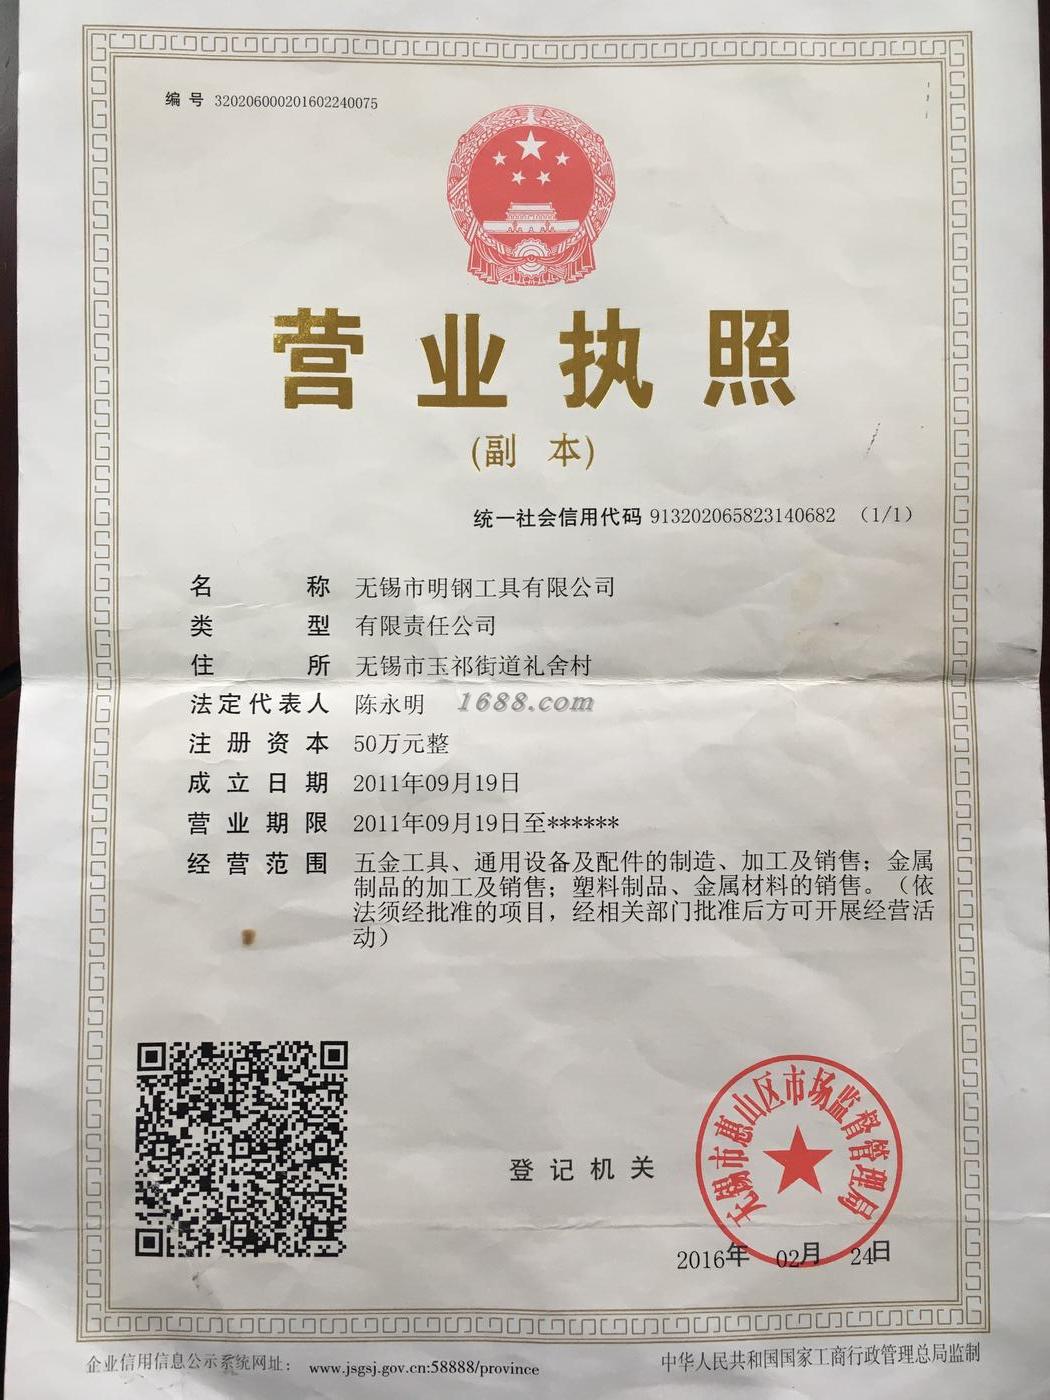 编号 320206000201602240075
营业执照
(副 本)
统一社会信用代码 913202065823140682 (1/1)
名称 无锡市明钢工具有限公司
类型 有限责任公司
住所 无锡市玉祁街道礼舍村
法定代表人 陈永明
1688.com
注册资本 50万元整
成立日期 2011年09月19日
营业期限 2011年09月19日至******
经营范围 五金工具、通用设备及配件的制造、加工及销售；金属
制品的加工及销售；塑料制品、金属材料的销售。（依
法须经批准的项目，经相关部门批准后方可开展经营活
动）
无锡市惠山区市场监督管理局
登记机关
2016年 02月 24日
企业信用信息公示系统网址： www.jsgsj.gov.cn:58888/province
中华人民共和国国家工商行政管理总局监制